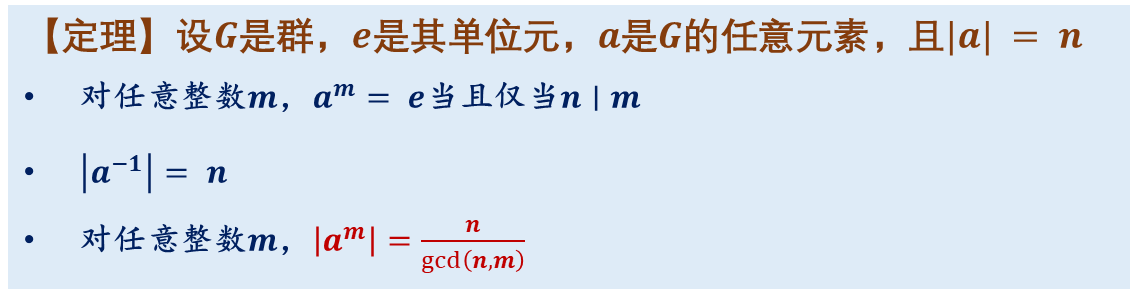 【定理】设G是群，e是其单位元，a是G的任意元素，且|a| = n
• 对任意整数m，a^m = e当且仅当n | m
• |a^{-1}| = n
• 对任意整数m，|a^m| = \frac{n}{\gcd(n,m)}